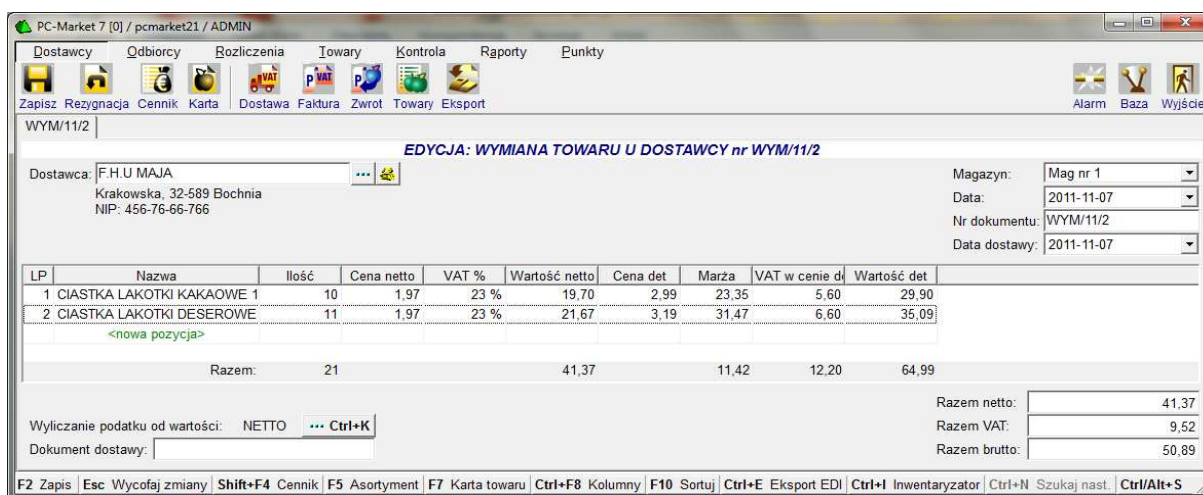 PC-Market 7 [0] / pcmarket21 / ADMIN
Dostawcy Odbiorcy Rozliczenia Towary Kontrola Raporty Punkty
Zapisz Rezygnacja Cennik Karta Dostawa Faktura Zwrot Towary Eksport Alarm Baza Wyjście
WYM/11/2
EDYCJA: WYMIANA TOWARU U DOSTAWCY nr WYM/11/2
Dostawca: F.H.U MAJA ... Magazyn: Mag nr 1
Krakowska, 32-589 Bochnia Data: 2011-11-07
NIP: 456-76-66-766
Nr dokumentu: WYM/11/2
Data dostawy: 2011-11-07
LP Nazwa Ilość Cena netto VAT % Wartość netto Cena det Marża VAT w cenie de Wartość det
1 CIASTKA LAKOTKI KAKAOWE 1 10 1,97 23 % 19,70 2,99 23,35 5,60 29,90
2 CIASTKA LAKOTKI DESEROWE 11 1,97 23 % 21,67 3,19 31,47 6,60 35,09
<nowa pozycja>
Razem: 21 41,37 11,42 12,20 64,99
Razem netto: 41,37
Wyliczanie podatku od wartości: NETTO ... Ctrl+K Razem VAT: 9,52
Dokument dostawy: Razem brutto: 50,89
F2 Zapis Esc Wycofaj zmiany Shift+F4 Cennik F5 Asortyment F7 Karta towaru Ctrl+F8 Kolumny F10 Sortuj Ctrl+E Eksport EDI Ctrl+I Inwentaryzator Ctrl+N Szukaj nast. Ctrl/Alt+S